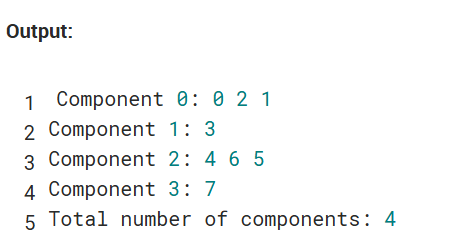 Output:
1 Component 0: 0 2 1
2 Component 1: 3
3 Component 2: 4 6 5
4 Component 3: 7
5 Total number of components: 4